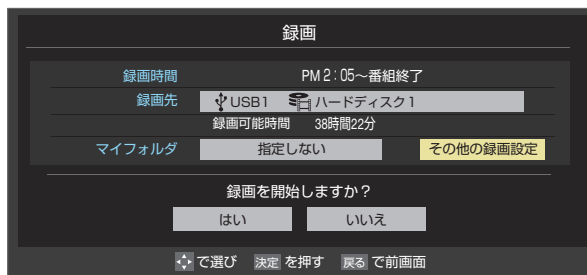 録画
録画時間 PM 2：05～番組終了
録画先 USB1 ハードディスク1
録画可能時間 38時間22分
マイフォルダ 指定しない その他の録画設定
録画を開始しますか？
はい いいえ
で選び 決定 を押す 戻る で前画面